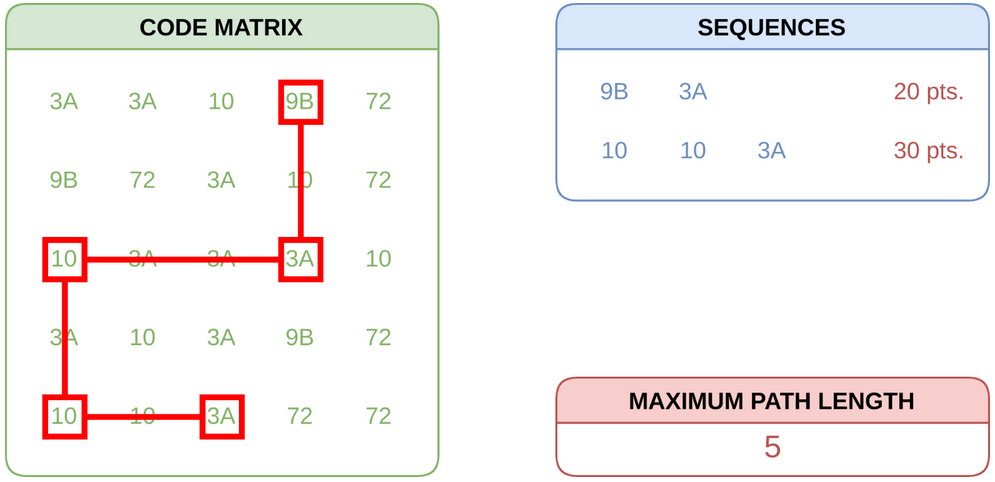 CODE MATRIX
3A 3A 10 9B 72
9B 72 3A 10 72
10 3A 3A 3A 10
3A 10 3A 9B 72
10 10 3A 72 72
SEQUENCES
9B 3A 20 pts.
10 10 3A 30 pts.
MAXIMUM PATH LENGTH
5